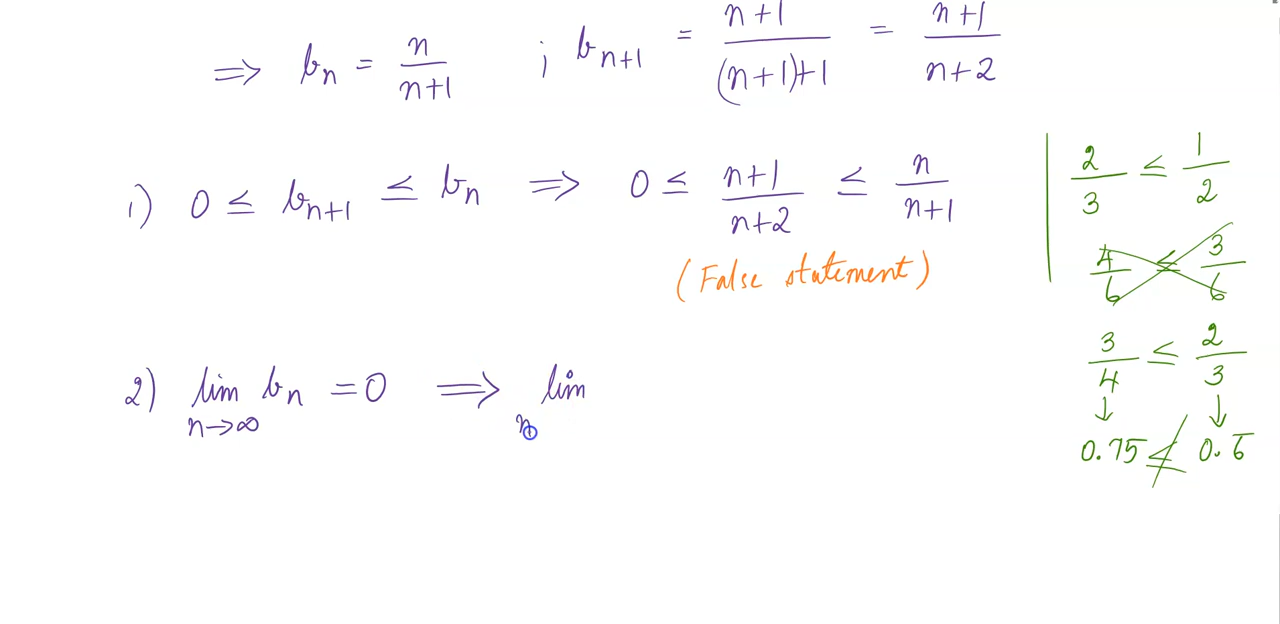 ⇒ bn = n/(n+1) ; bn+1 = (n+1)/((n+1)+1) = (n+1)/(n+2)
1) 0 ≤ bn+1 ≤ bn ⇒ 0 ≤ (n+1)/(n+2) ≤ n/(n+1)
(False statement)
2) lim n→∞ bn = 0 ⇒ lim n
2/3 ≤ 1/2
4/6 ≤ 3/6
3/4 ≤ 2/3
↓ ↓
0.75 ≰ 0.6̅